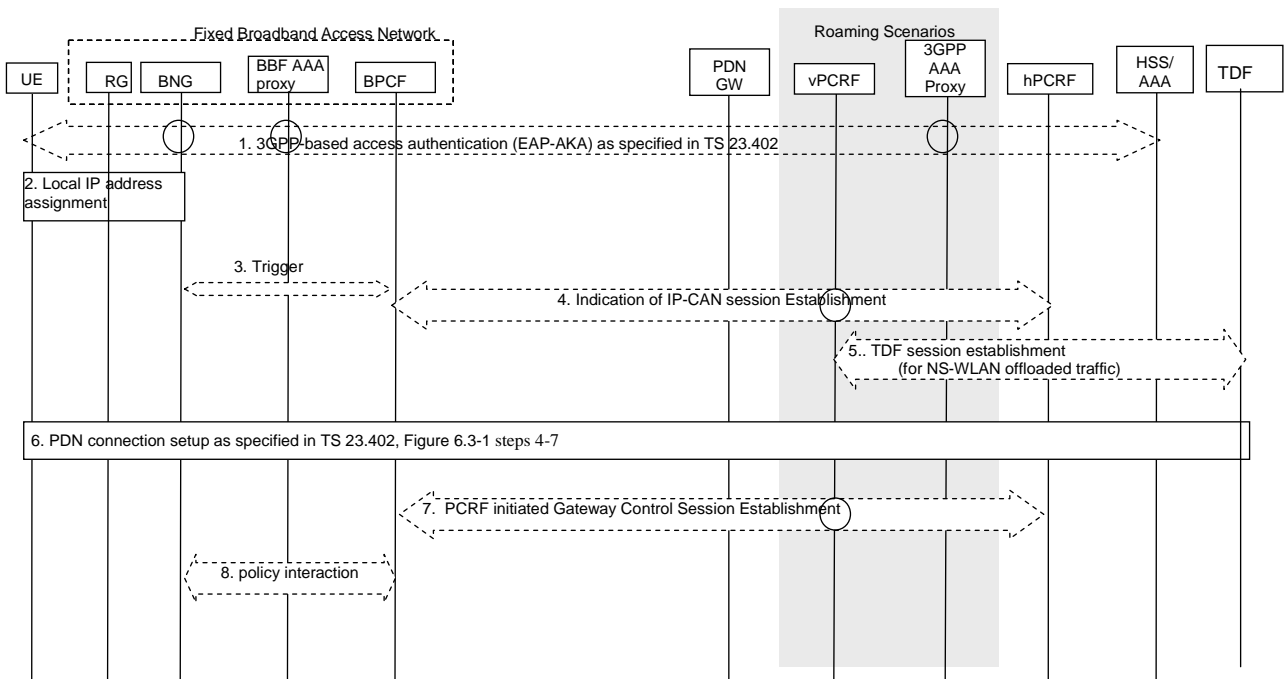 Fixed Broadband Access Network
Roaming Scenarios
UE
RG
BNG
BBF AAA
proxy
BPCF
PDN
GW
vPCRF
3GPP
AAA
Proxy
hPCRF
HSS/
AAA
TDF
1. 3GPP-based access authentication (EAP-AKA) as specified in TS 23.402
2. Local IP address
assignment
3. Trigger
4. Indication of IP-CAN session Establishment
5.. TDF session establishment
(for NS-WLAN offloaded traffic)
6. PDN connection setup as specified in TS 23.402, Figure 6.3-1 steps 4-7
7. PCRF initiated Gateway Control Session Establishment
8. policy interaction